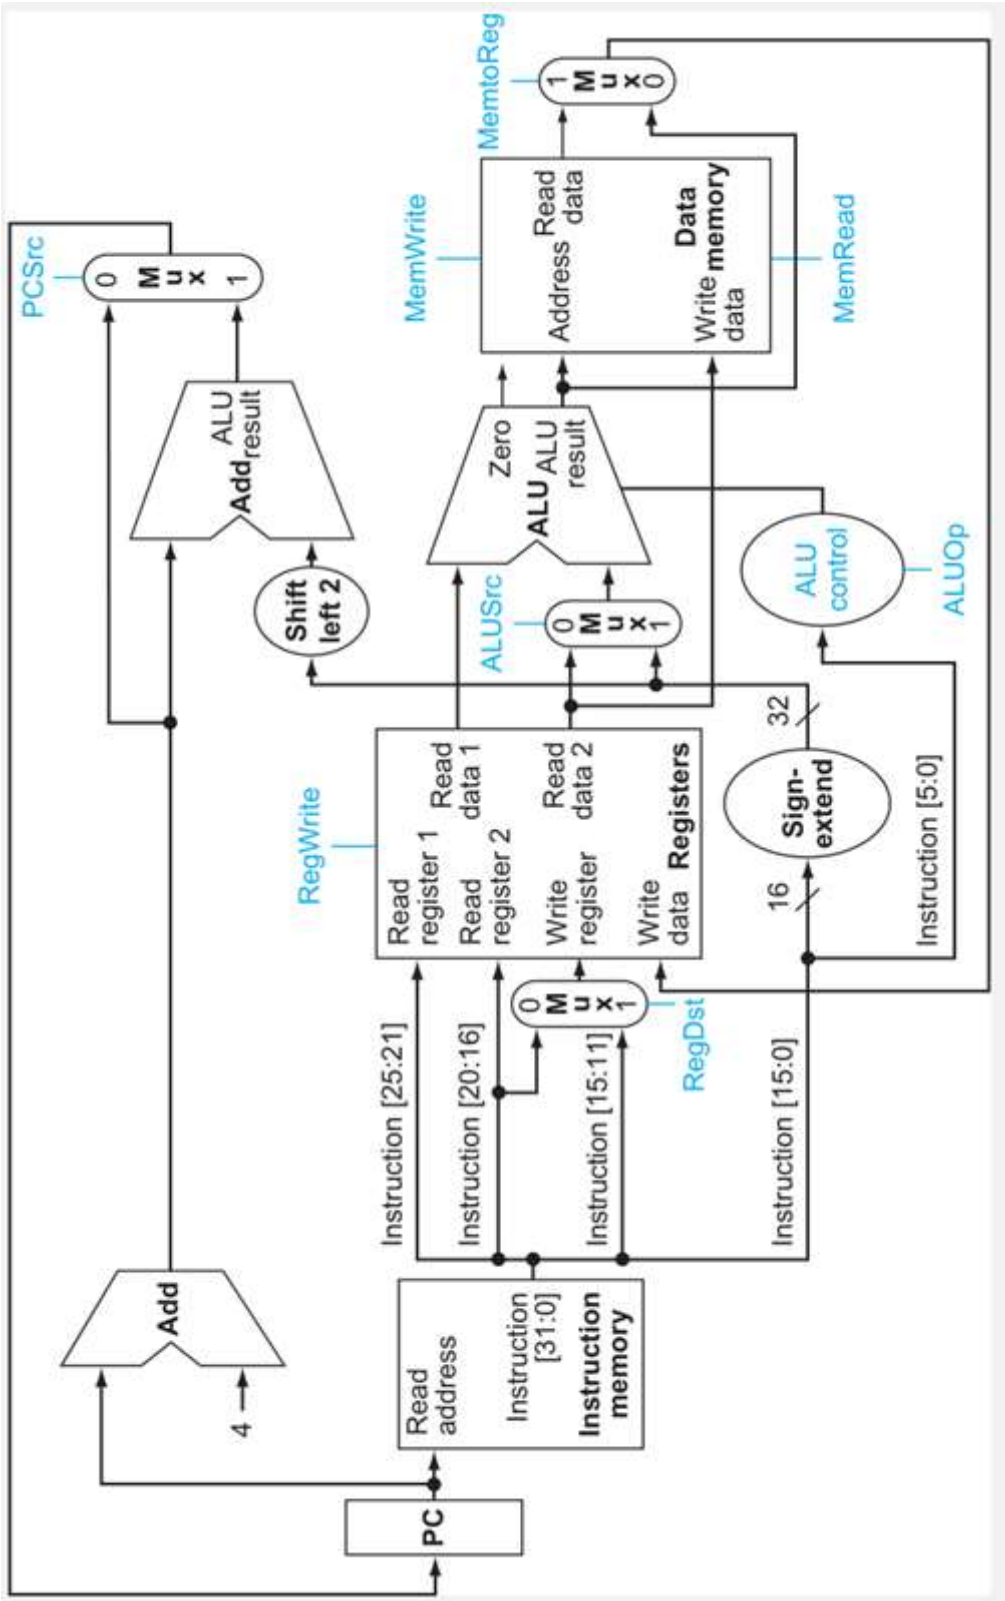 PCSrc
0
M
u
x
1
Add
4
Add
ALU
result
Shift
left 2
RegWrite
Instruction [25:21]
Instruction [20:16]
Instruction [15:11]
Instruction [15:0]
Instruction [5:0]
PC
Read
address
Instruction
[31:0]
Instruction
memory
0
M
u
x
1
RegDst
Read
register 1
Read
register 2
Write
register
Write
data
Read
data 1
Read
data 2
Registers
16
Sign-
extend
32
ALUSrc
0
M
u
x
1
Zero
ALU
ALU
result
ALU
control
ALUOp
MemWrite
Address
Read
data
Write
data
Data
memory
MemRead
MemtoReg
1
M
u
x
0